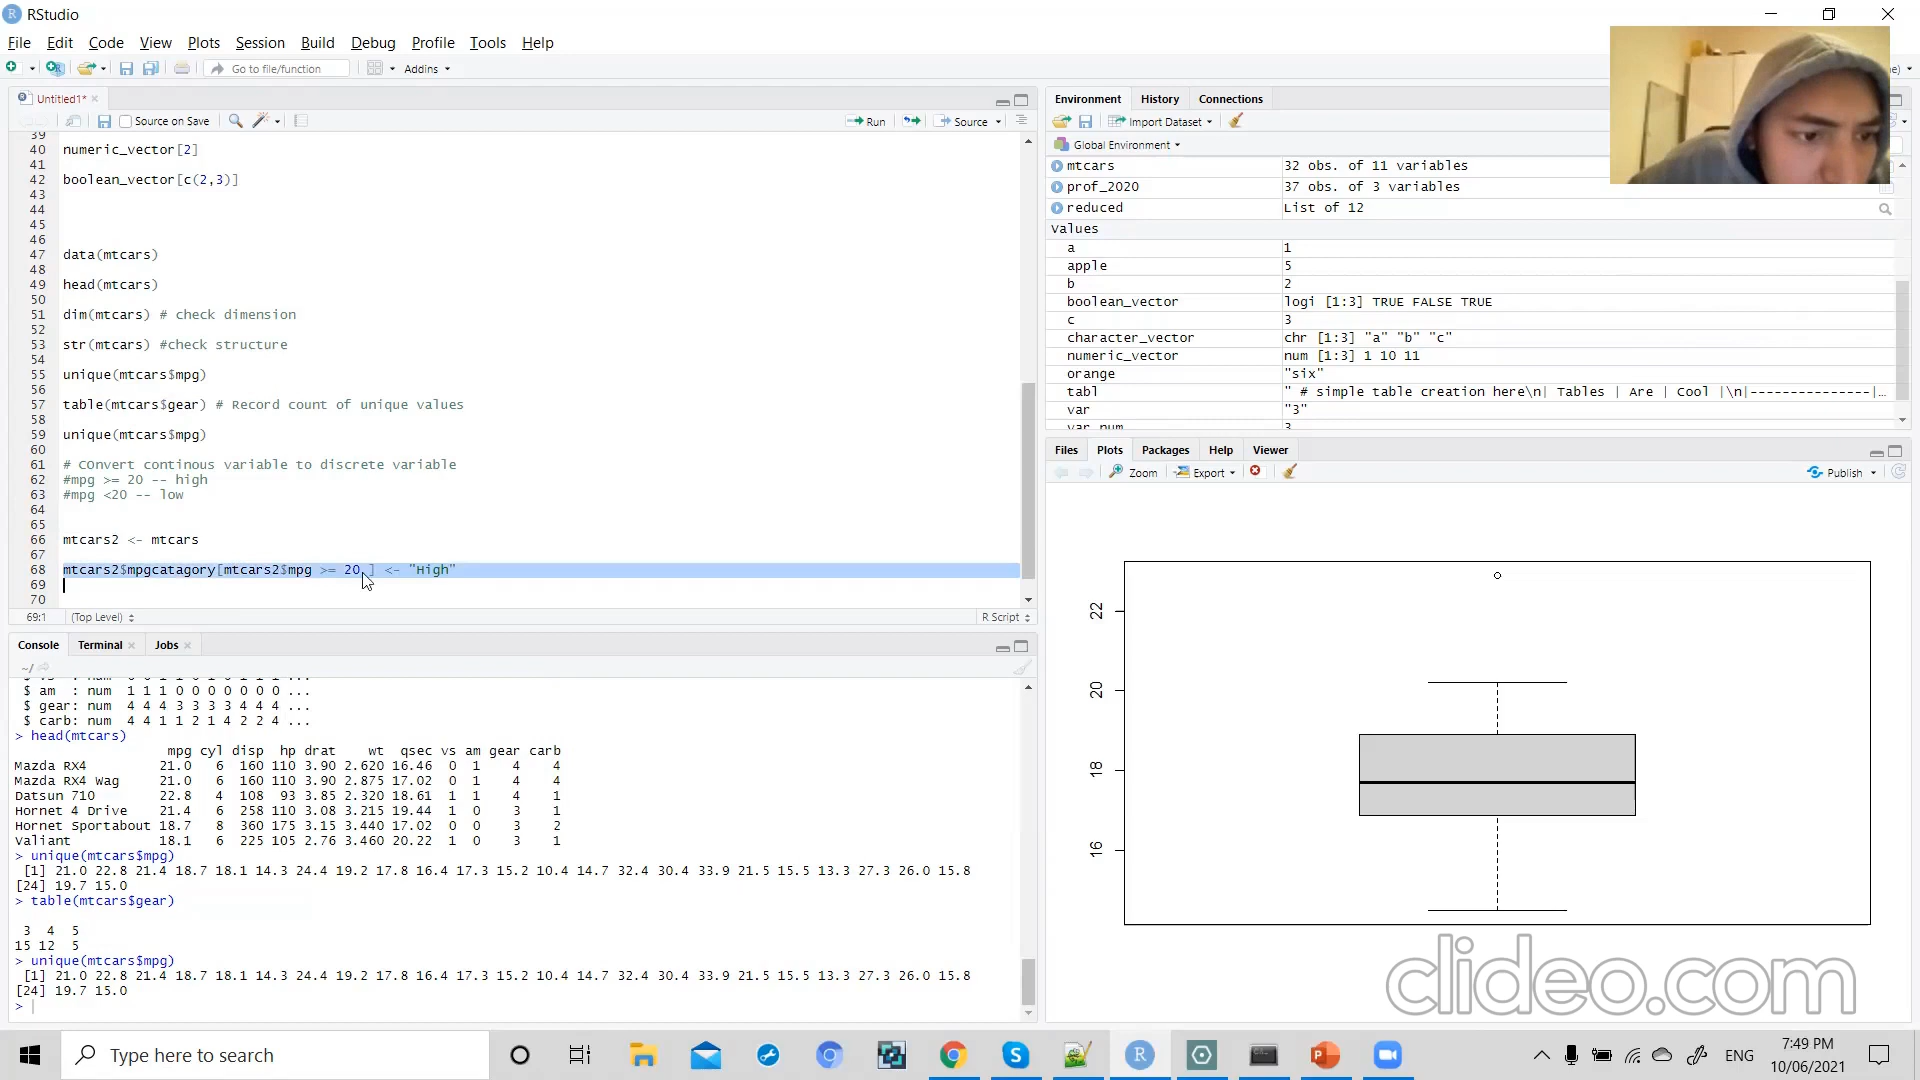 RStudio
File Edit Code View Plots Session Build Debug Profile Tools Help
Go to file/function Addins
Untitled1*
Source on Save Run Source
39
40 numeric_vector[2]
41
42 boolean_vector[c(2,3)]
43
44
45
46
47 data(mtcars)
48
49 head(mtcars)
50
51 dim(mtcars) # check dimension
52
53 str(mtcars) #check structure
54
55 unique(mtcars$mpg)
56
57 table(mtcars$gear) # Record count of unique values
58
59 unique(mtcars$mpg)
60
61 # COnvert continous variable to discrete variable
62 #mpg >= 20 -- high
63 #mpg <20 -- low
64
65
66 mtcars2 <- mtcars
67
68 mtcars2$mpgcatagory[mtcars2$mpg >= 20,] <- "High"
69
70
69:1 (Top Level) R Script
Console Terminal Jobs
~/
$ am : num 1 1 1 0 0 0 0 0 0 0 ...
$ gear: num 4 4 4 3 3 3 3 4 4 4 ...
$ carb: num 4 4 1 1 2 1 4 2 2 4 ...
> head(mtcars)
mpg cyl disp hp drat wt qsec vs am gear carb
Mazda RX4 21.0 6 160 110 3.90 2.620 16.46 0 1 4 4
Mazda RX4 Wag 21.0 6 160 110 3.90 2.875 17.02 0 1 4 4
Datsun 710 22.8 4 108 93 3.85 2.320 18.61 1 1 4 1
Hornet 4 Drive 21.4 6 258 110 3.08 3.215 19.44 1 0 3 1
Hornet Sportabout 18.7 8 360 175 3.15 3.440 17.02 0 0 3 2
Valiant 18.1 6 225 105 2.76 3.460 20.22 1 0 3 1
> unique(mtcars$mpg)
[1] 21.0 22.8 21.4 18.7 18.1 14.3 24.4 19.2 17.8 16.4 17.3 15.2 10.4 14.7 32.4 30.4 33.9 21.5 15.5 13.3 27.3 26.0 15.8
[24] 19.7 15.0
> table(mtcars$gear)
3 4 5
15 12 5
> unique(mtcars$mpg)
[1] 21.0 22.8 21.4 18.7 18.1 14.3 24.4 19.2 17.8 16.4 17.3 15.2 10.4 14.7 32.4 30.4 33.9 21.5 15.5 13.3 27.3 26.0 15.8
[24] 19.7 15.0
>
Environment History Connections
Import Dataset
Global Environment
mtcars 32 obs. of 11 variables
prof_2020 37 obs. of 3 variables
reduced List of 12
Values
a 1
apple 5
b 2
boolean_vector logi [1:3] TRUE FALSE TRUE
c 3
character_vector chr [1:3] "a" "b" "c"
numeric_vector num [1:3] 1 10 11
orange "six"
tabl " # simple table creation here\n| Tables | Are | Cool |\n|---------------|…
var "3"
var_num 3
Files Plots Packages Help Viewer
Zoom Export Publish
22
20
18
16
clideo.com
Type here to search
ENG
7:49 PM
10/06/2021